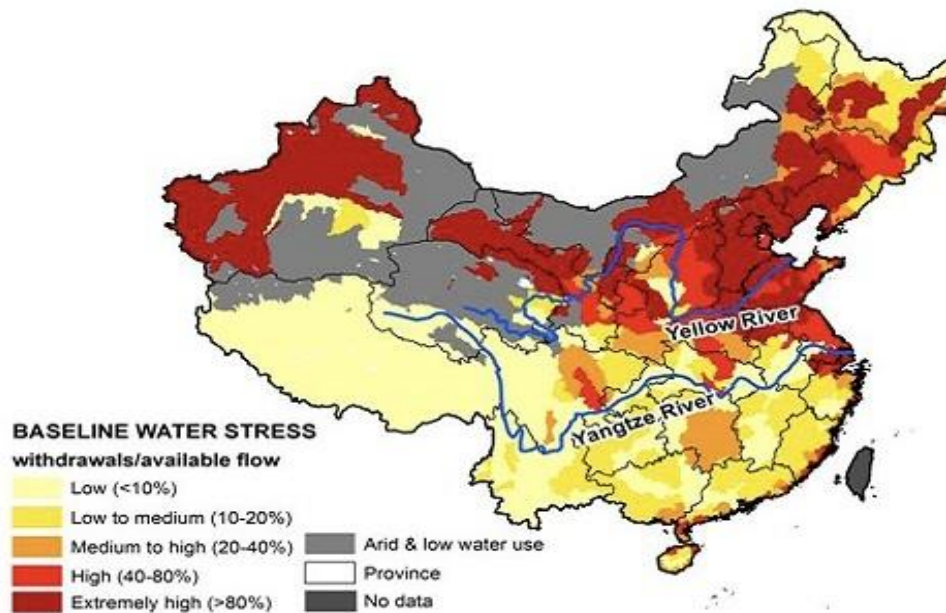 Yellow River
Yangtze River
BASELINE WATER STRESS
withdrawals/available flow
Low (<10%)
Low to medium (10-20%)
Medium to high (20-40%)
High (40-80%)
Extremely high (>80%)
Arid & low water use
Province
No data